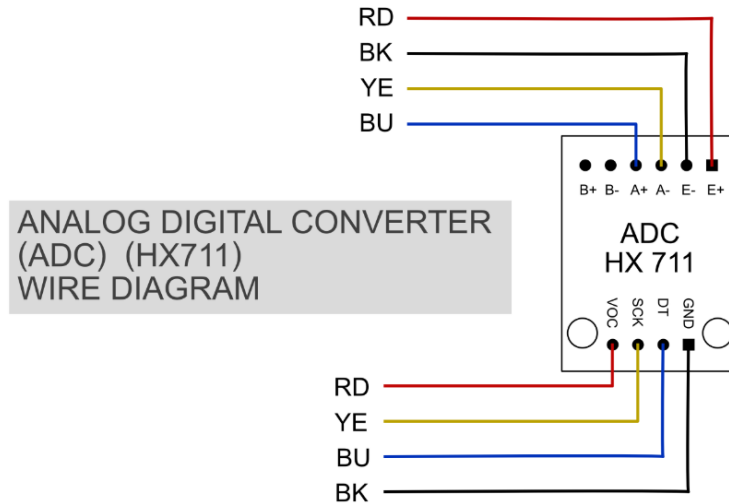 RD
BK
YE
BU
B+ B- A+ A- E- E+
ADC
HX 711
ANALOG DIGITAL CONVERTER
(ADC) (HX711)
WIRE DIAGRAM
VOC SCK DT GND
RD
YE
BU
BK